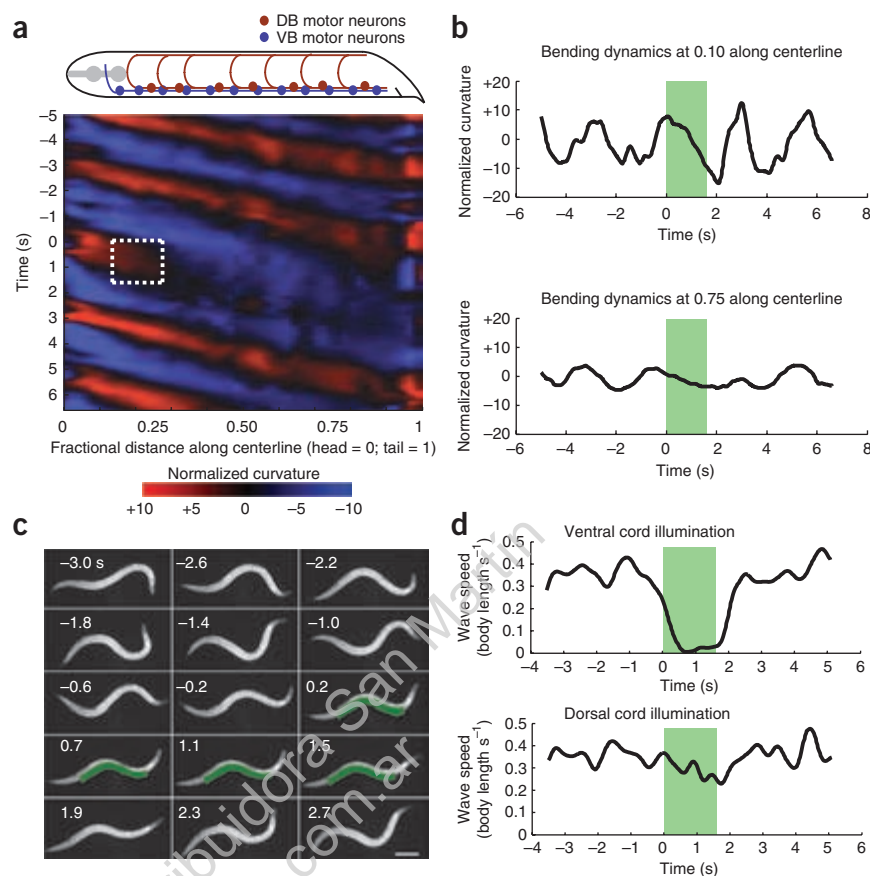 a
DB motor neurons
VB motor neurons
−5
−4
−3
−2
−1
0
1
2
3
4
5
6
Time (s)
0 0.25 0.50 0.75 1
Fractional distance along centerline (head = 0; tail = 1)
Normalized curvature
+10 +5 0 −5 −10
b
Bending dynamics at 0.10 along centerline
Normalized curvature
+20
+10
0
−10
−20
−6 −4 −2 0 2 4 6 8
Time (s)
Bending dynamics at 0.75 along centerline
Normalized curvature
+20
+10
0
−10
−20
−6 −4 −2 0 2 4 6 8
Time (s)
c
−3.0 s −2.6 −2.2
−1.8 −1.4 −1.0
−0.6 −0.2 0.2
0.7 1.1 1.5
1.9 2.3 2.7
d
Ventral cord illumination
Wave speed
(body length s⁻¹)
0.5
0.4
0.3
0.2
0.1
0
−4 −3 −2 −1 0 1 2 3 4 5 6
Time (s)
Dorsal cord illumination
Wave speed
(body length s⁻¹)
0.5
0.4
0.3
0.2
0.1
0
−4 −3 −2 −1 0 1 2 3 4 5 6
Time (s)
ibuidora San Martín
com.ar